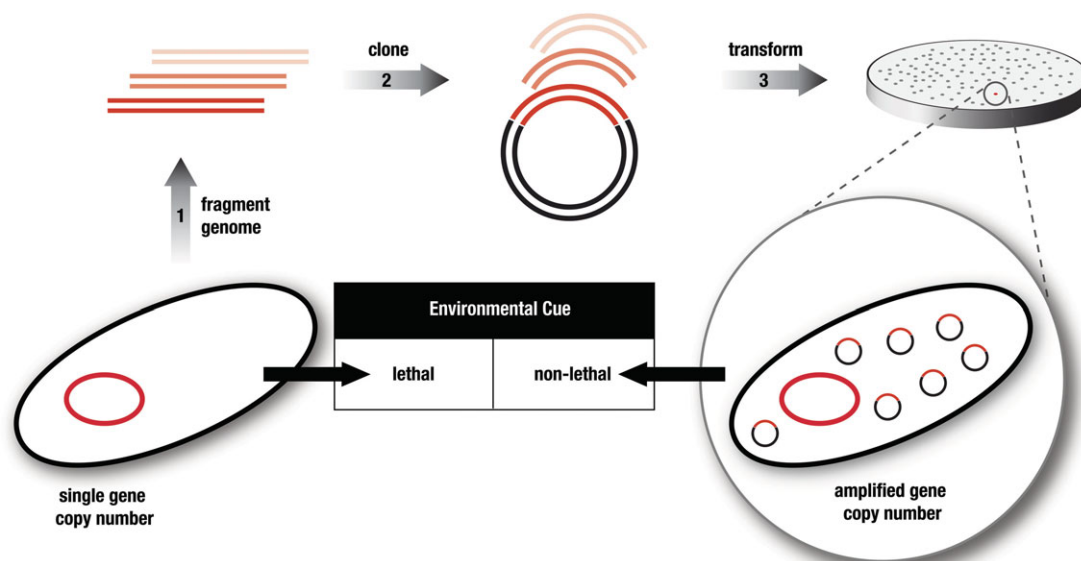 clone
2
transform
3
1
fragment
genome
Environmental Cue
lethal
non-lethal
single gene
copy number
amplified gene
copy number